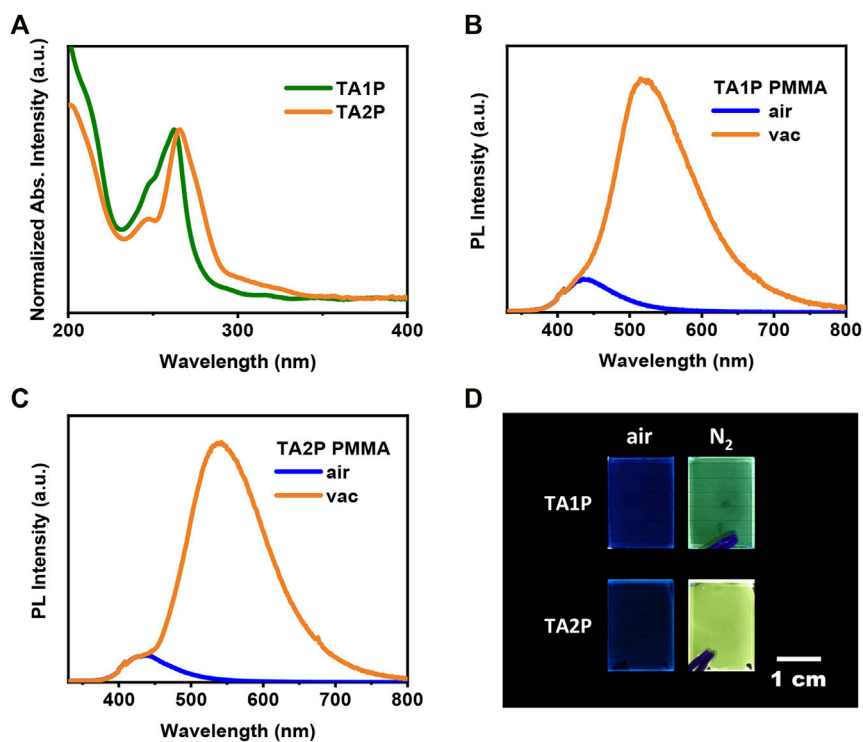 A
Normalized Abs. Intensity (a.u.)
TA1P
TA2P
200
300
400
Wavelength (nm)
B
PL Intensity (a.u.)
TA1P PMMA
air
vac
400
500
600
700
800
Wavelength (nm)
C
PL Intensity (a.u.)
TA2P PMMA
air
vac
400
500
600
700
800
Wavelength (nm)
D
air N₂
TA1P
TA2P
1 cm